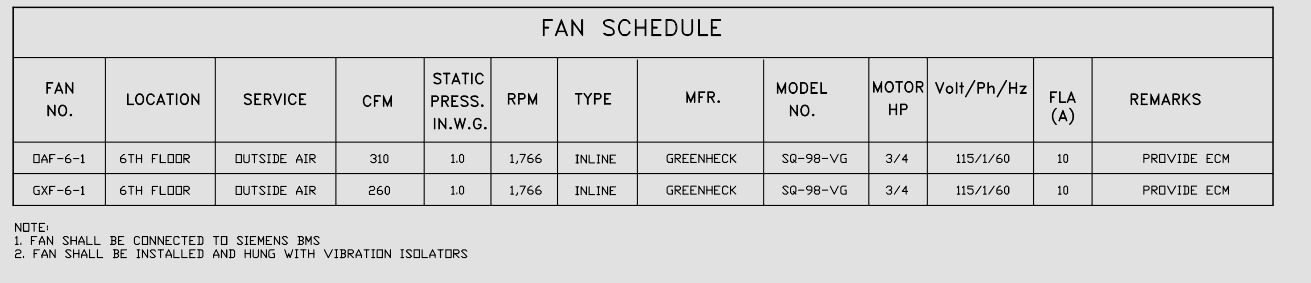 FAN SCHEDULE
FAN NO. LOCATION SERVICE CFM STATIC PRESS. IN.W.G. RPM TYPE MFR. MODEL NO. MOTOR HP Volt/Ph/Hz FLA (A) REMARKS
OAF-6-1 6TH FLOOR OUTSIDE AIR 310 1.0 1,766 INLINE GREENHECK SQ-98-VG 3/4 115/1/60 10 PROVIDE ECM
GXF-6-1 6TH FLOOR OUTSIDE AIR 260 1.0 1,766 INLINE GREENHECK SQ-98-VG 3/4 115/1/60 10 PROVIDE ECM
NOTE:
1. FAN SHALL BE CONNECTED TO SIEMENS BMS
2. FAN SHALL BE INSTALLED AND HUNG WITH VIBRATION ISOLATORS